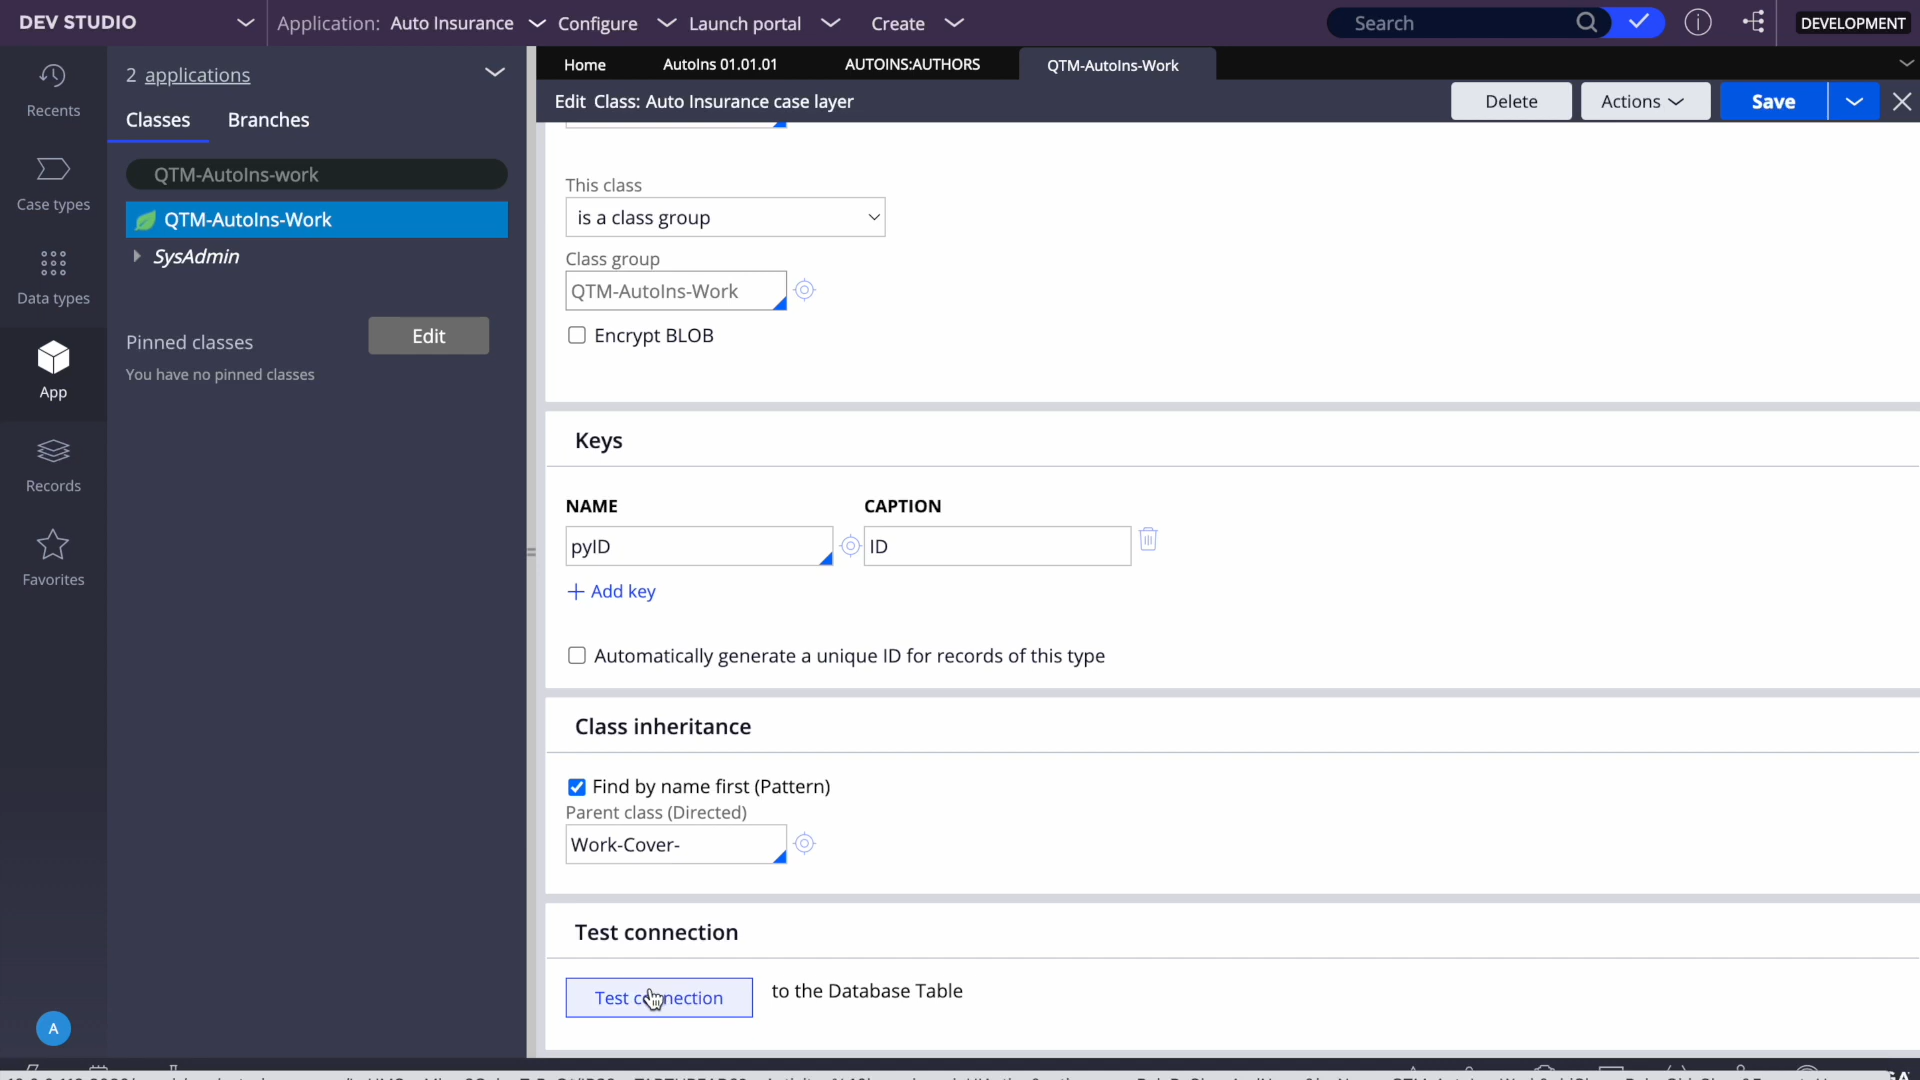 DEV STUDIO
Application: Auto Insurance
Configure
Launch portal
Create
Search
DEVELOPMENT
Recents
Case types
Data types
App
Records
Favorites
A
2 applications
Classes
Branches
QTM-AutoIns-work
QTM-AutoIns-Work
SysAdmin
Pinned classes
Edit
You have no pinned classes
Home
AutoIns 01.01.01
AUTOINS:AUTHORS
QTM-AutoIns-Work
Edit Class: Auto Insurance case layer
Delete
Actions
Save
This class
is a class group
Class group
QTM-AutoIns-Work
Encrypt BLOB
Keys
NAME
CAPTION
pyID
ID
Add key
Automatically generate a unique ID for records of this type
Class inheritance
Find by name first (Pattern)
Parent class (Directed)
Work-Cover-
Test connection
Test connection
to the Database Table